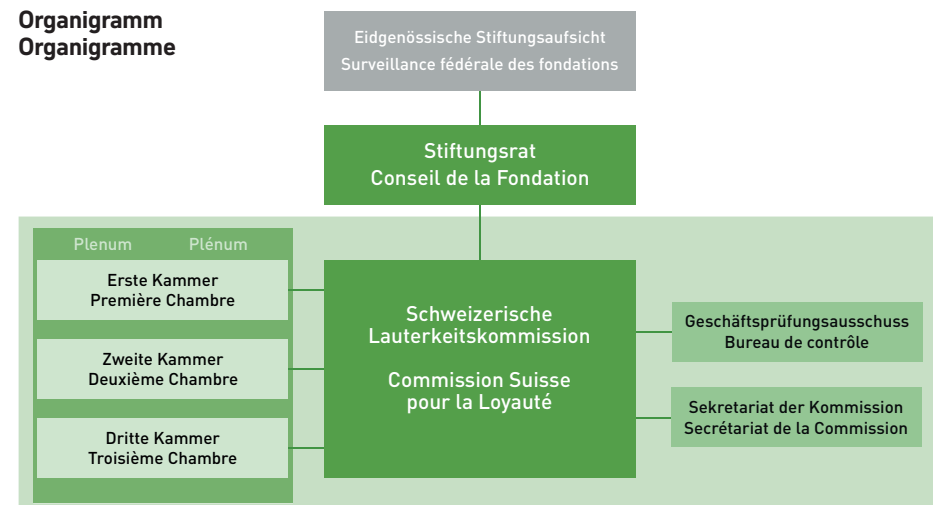 Organigramm
Organigramme
Eidgenössische Stiftungsaufsicht
Surveillance fédérale des fondations
Stiftungsrat
Conseil de la Fondation
Plenum Plénum
Erste Kammer
Première Chambre
Zweite Kammer
Deuxième Chambre
Dritte Kammer
Troisième Chambre
Schweizerische
Lauterkeitskommission
Commission Suisse
pour la Loyauté
Geschäftsprüfungsausschuss
Bureau de contrôle
Sekretariat der Kommission
Secrétariat de la Commission